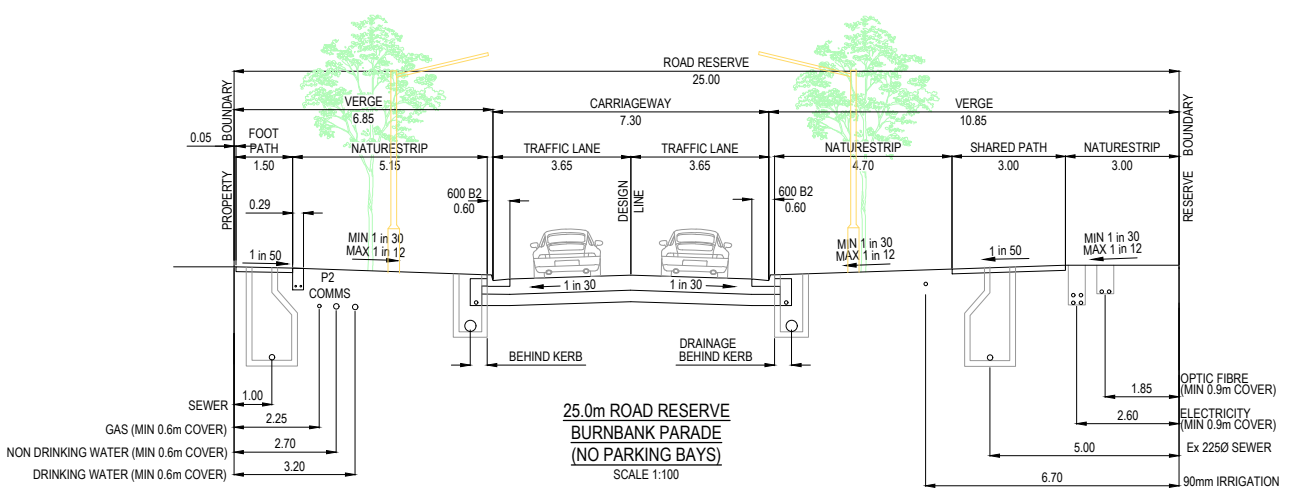 ROAD RESERVE
25.00
VERGE
6.85
CARRIAGEWAY
7.30
VERGE
10.85
0.05
BOUNDARY
PROPERTY
FOOT
PATH
1.50
NATURESTRIP
5.15
TRAFFIC LANE
3.65
TRAFFIC LANE
3.65
NATURESTRIP
4.70
SHARED PATH
3.00
NATURESTRIP
3.00
BOUNDARY
RESERVE
0.29
600 B2
0.60
DESIGN
LINE
600 B2
0.60
1 in 50
MIN 1 in 30
MAX 1 in 12
MIN 1 in 30
MAX 1 in 12
1 in 50
MIN 1 in 30
MAX 1 in 12
P2
COMMS
1 in 30
1 in 30
BEHIND KERB
DRAINAGE
BEHIND KERB
SEWER
1.00
GAS (MIN 0.6m COVER)
2.25
NON DRINKING WATER (MIN 0.6m COVER)
2.70
DRINKING WATER (MIN 0.6m COVER)
3.20
25.0m ROAD RESERVE
BURNBANK PARADE
(NO PARKING BAYS)
SCALE 1:100
1.85
OPTIC FIBRE
(MIN 0.9m COVER)
2.60
ELECTRICITY
(MIN 0.9m COVER)
5.00
Ex 225Ø SEWER
6.70
90mm IRRIGATION